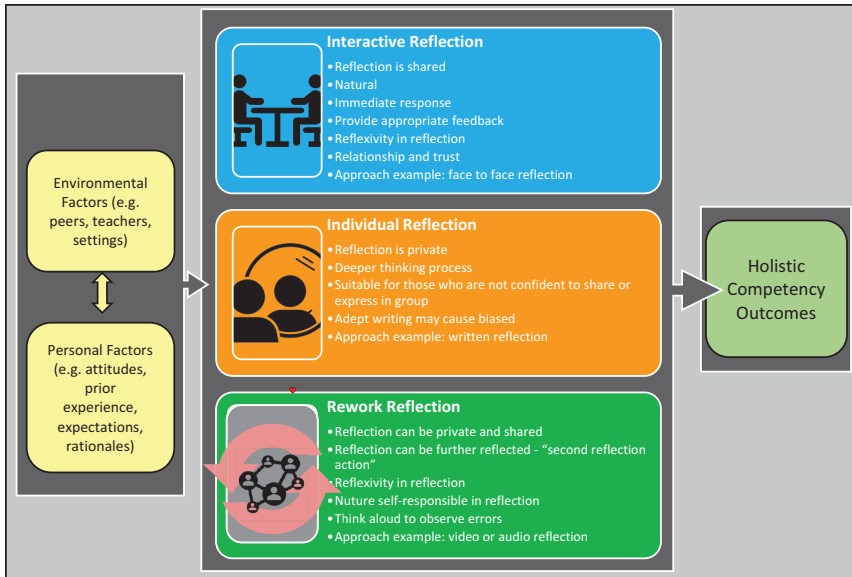 Environmental
Factors (e.g.
peers, teachers,
settings)
Personal Factors
(e.g. attitudes,
prior
experience,
expectations,
rationales)
Interactive Reflection
•Reflection is shared
•Natural
•Immediate response
•Provide appropriate feedback
•Reflexivity in reflection
•Relationship and trust
•Approach example: face to face reflection
Individual Reflection
•Reflection is private
•Deeper thinking process
•Suitable for those who are not confident to share or
express in group
•Adept writing may cause biased
•Approach example: written reflection
Rework Reflection
•Reflection can be private and shared
•Reflection can be further reflected - “second reflection
action”
•Reflexivity in reflection
•Nuture self-responsible in reflection
•Think aloud to observe errors
•Approach example: video or audio reflection
Holistic
Competency
Outcomes